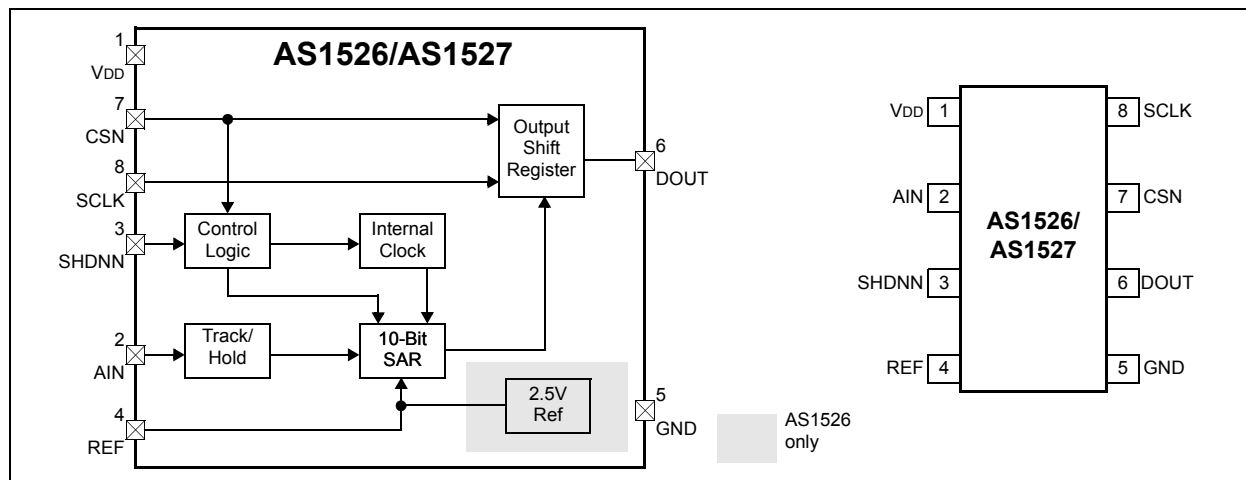 AS1526/AS1527
1
VDD
7
CSN
8
SCLK
3
SHDNN
2
AIN
4
REF
Control
Logic
Internal
Clock
Track/
Hold
10-Bit
SAR
Output
Shift
Register
2.5V
Ref
6
DOUT
5
GND
AS1526
only
VDD 1
AIN 2
SHDNN 3
REF 4
AS1526/
AS1527
8 SCLK
7 CSN
6 DOUT
5 GND